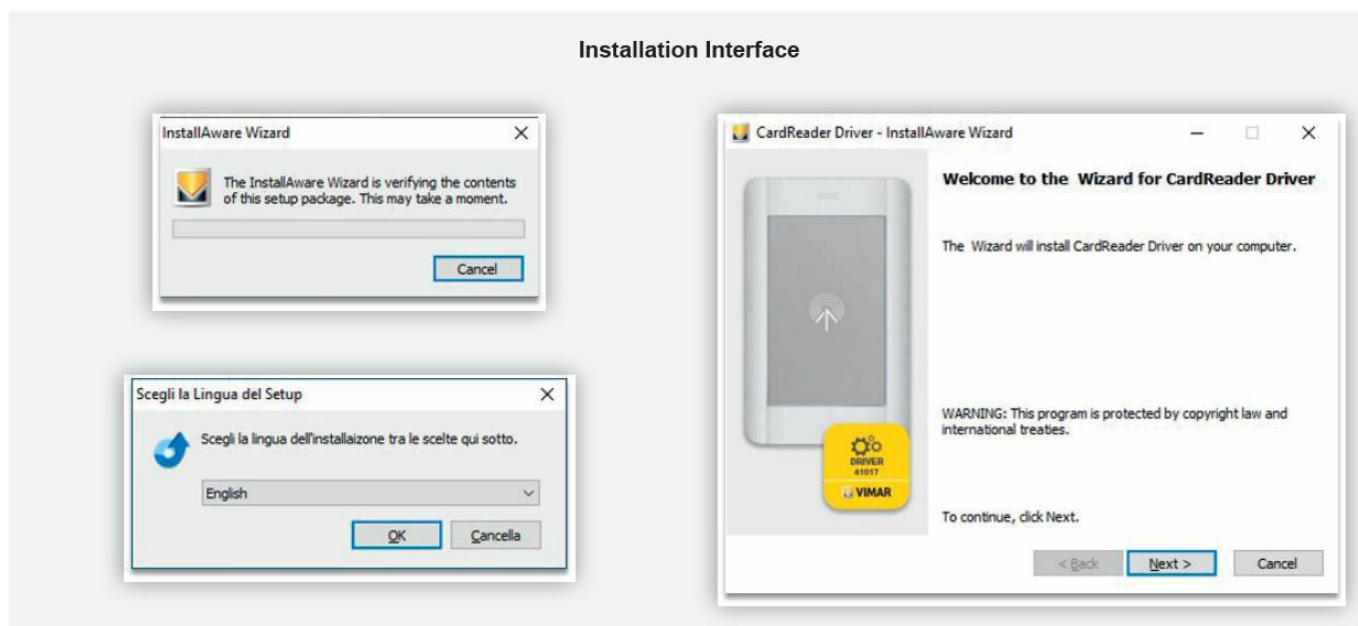 Installation Interface
InstallAware Wizard
The InstallAware Wizard is verifying the contents
of this setup package. This may take a moment.
Cancel
Scegli la Lingua del Setup
Scegli la lingua dell'installaizone tra le scelte qui sotto.
English
OK
Cancella
CardReader Driver - InstallAware Wizard
Welcome to the Wizard for CardReader Driver
The Wizard will install CardReader Driver on your computer.
WARNING: This program is protected by copyright law and
international treaties.
DRIVER
41017
VIMAR
To continue, click Next.
< Back
Next >
Cancel